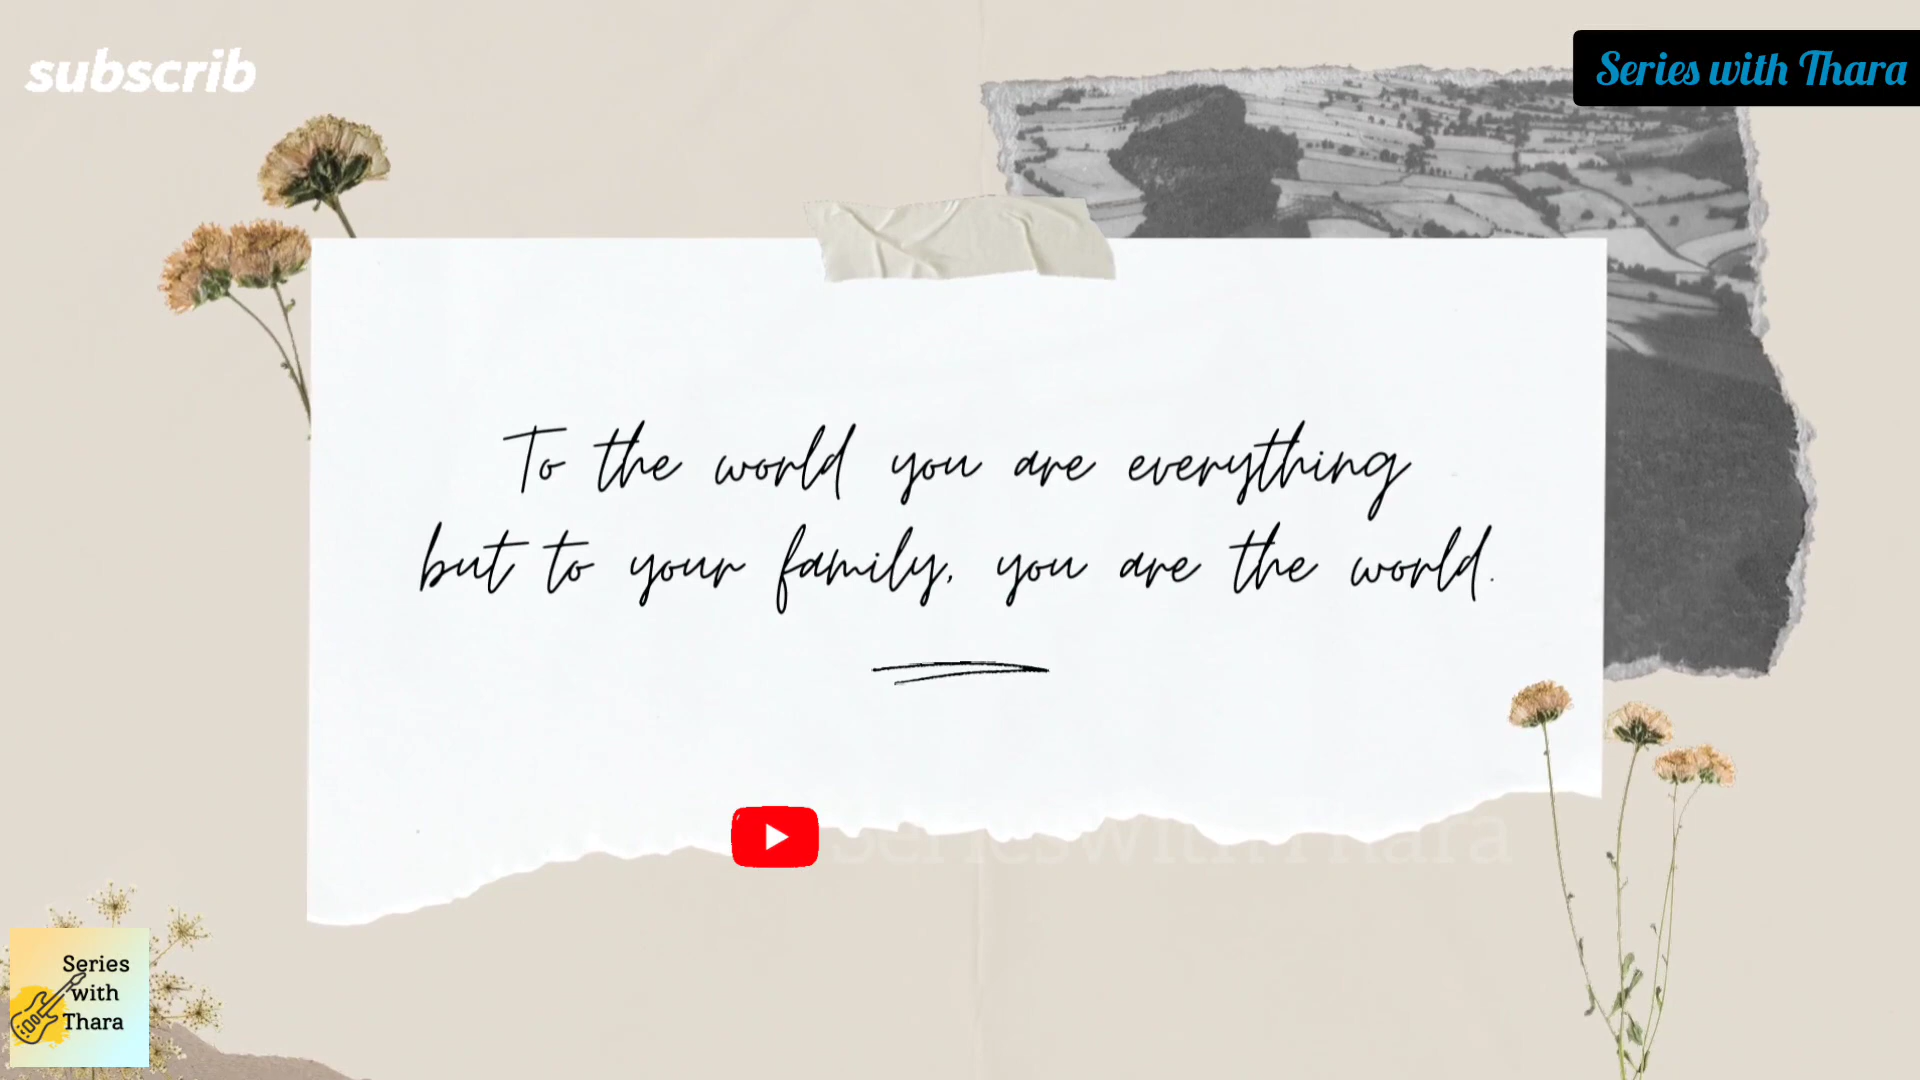 subscrib
Series with Thara
To the world you are everything
but to your family, you are the world.
SerieswithThara
Series
with
Thara